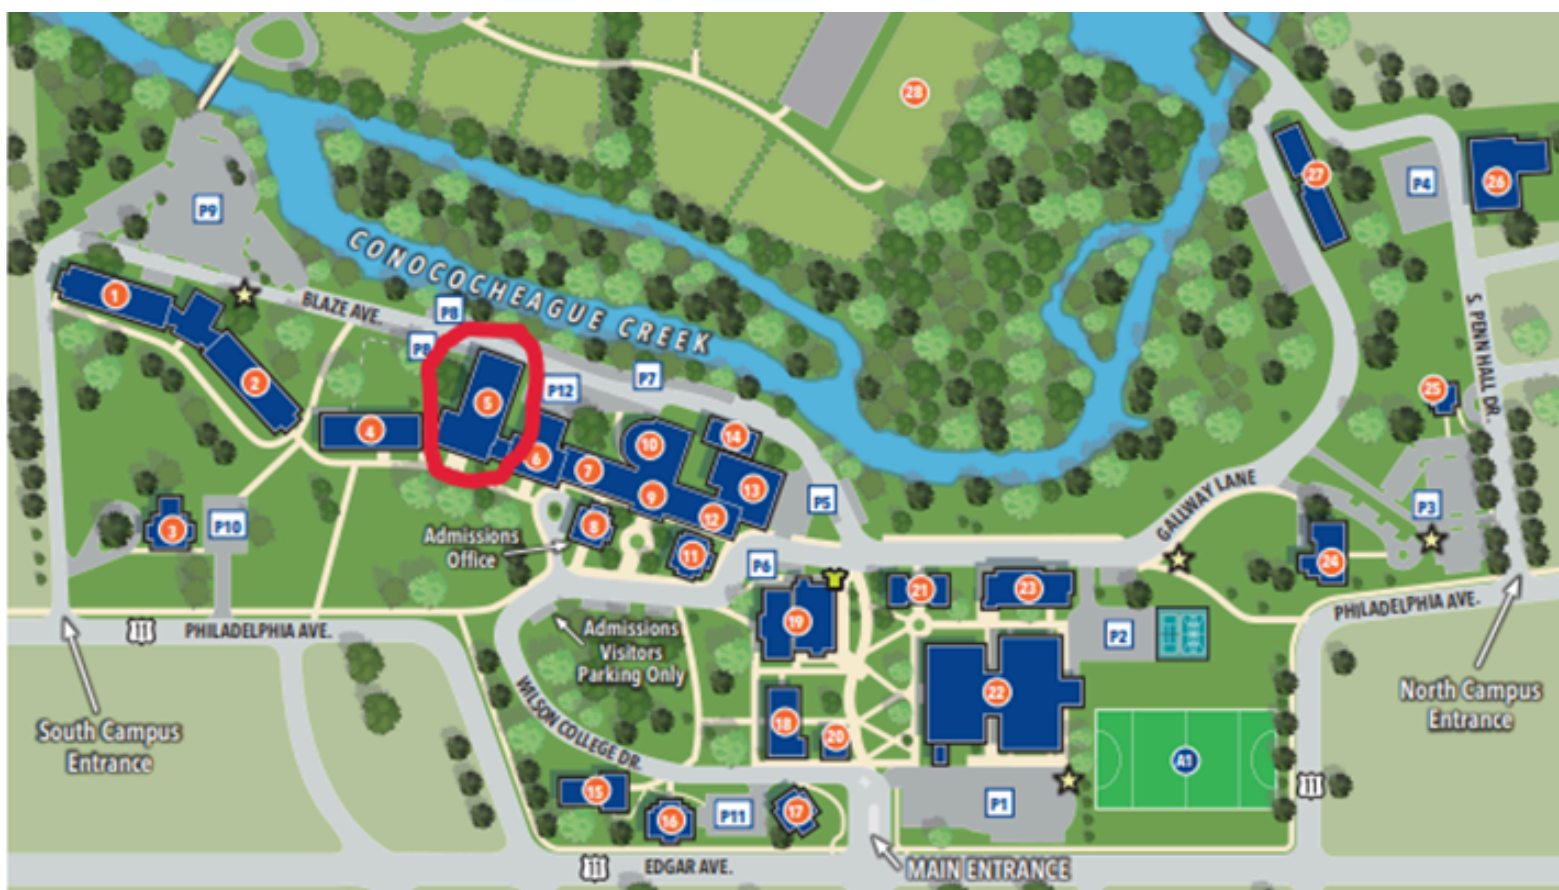 28
27
P4
26
P9
CONOCOCHEAGUE CREEK
1
BLAZE AVE.
P8
P8
S. PENN HALL DR.
2
5
P12
P7
25
4
6
10
14
7
9
13
12
P5
GALLWAY LANE
P3
3
P10
8
Admissions
Office
11
P6
24
21
23
PHILADELPHIA AVE.
19
P2
11
PHILADELPHIA AVE.
Admissions
Visitors
Parking Only
22
North Campus
Entrance
South Campus
Entrance
WILSON COLLEGE DR.
18
20
A1
11
15
16
P11
17
P1
11
EDGAR AVE.
MAIN ENTRANCE